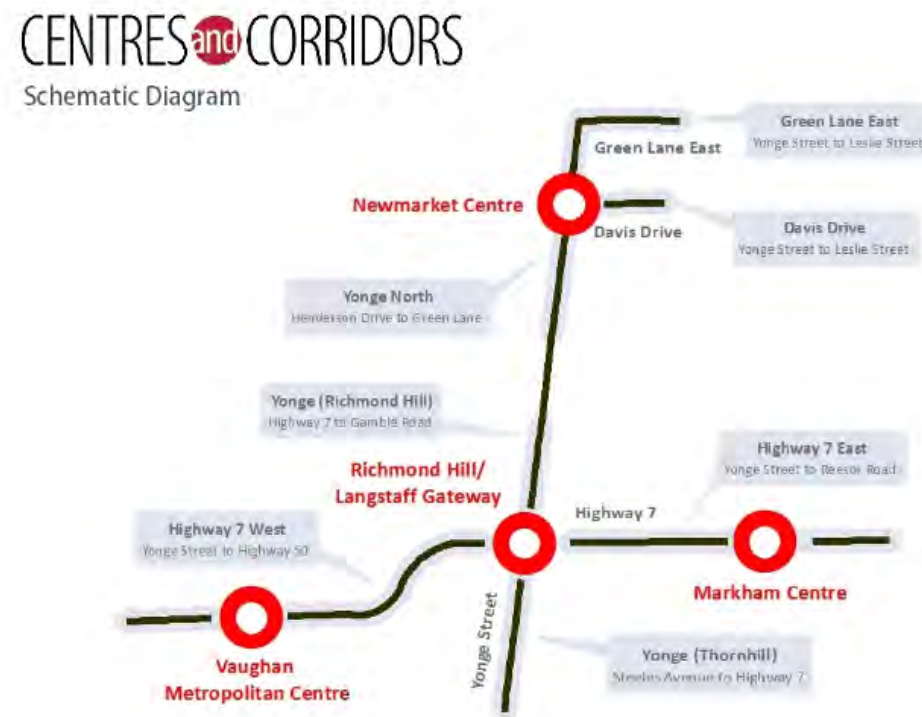 CENTRES and CORRIDORS
Schematic Diagram
Green Lane East
Yonge Street to Leslie Street
Green Lane East
Newmarket Centre
Davis Drive
Davis Drive
Yonge Street to Leslie Street
Yonge North
Henderson Drive to Green Lane
Yonge (Richmond Hill)
Highway 7 to Gamble Road
Richmond Hill/
Langstaff Gateway
Highway 7 East
Yonge Street to Reesor Road
Highway 7
Highway 7 West
Yonge Street to Highway 50
Markham Centre
Yonge Street
Yonge (Thornhill)
Steeles Avenue to Highway 7
Vaughan
Metropolitan Centre